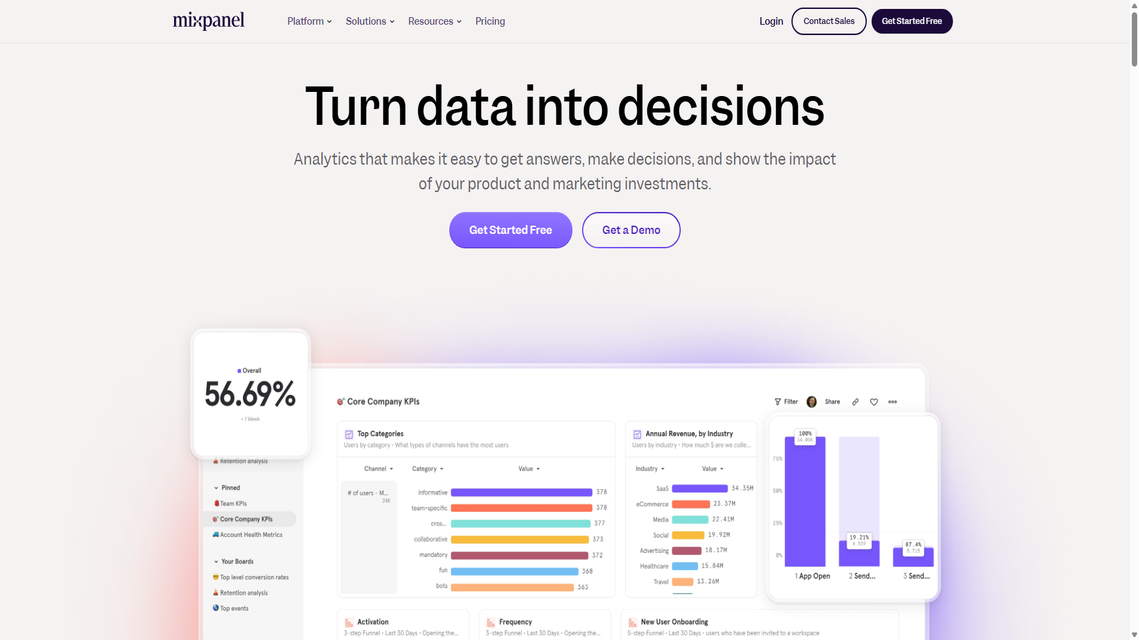 mixpanel
Platform
Solutions
Resources
Pricing
Login
Contact Sales
Get Started Free
Turn data into decisions
Analytics that makes it easy to get answers, make decisions, and show the impact
of your product and marketing investments.
Get Started Free
Get a Demo
Overall
56.69%
< 1 Week
Retention analysis
Pinned
Team KPIs
Core Company KPIs
Account Health Metrics
Your Boards
Top level conversion rates
Retention analysis
Top events
Core Company KPIs
Filter
Share
Top Categories
Users by category • What types of channels have the most users
Channel
Category
Value
# of users - M...
36K
informative 378
team-specific 378
cros... 377
collaborative 373
mandatory 372
fun 368
bots 363
Annual Revenue, by Industry
Users by industry • How much $ are we colle...
Industry
Value
SaaS 34.35M
eCommerce 23.37M
Media 22.41M
Social 19.92M
Advertising 18.17M
Healthcare 15.84M
Travel 13.26M
100%
75%
50%
25%
0%
19.21%
87.4%
1 App Open
2 Send...
3 Send...
Activation
3-step Funnel • Last 30 Days • Opening the...
Frequency
3-step Funnel • Last 30 Days • Opening the...
New User Onboarding
5-step Funnel • Last 30 Days • users who have been invited to a workspace